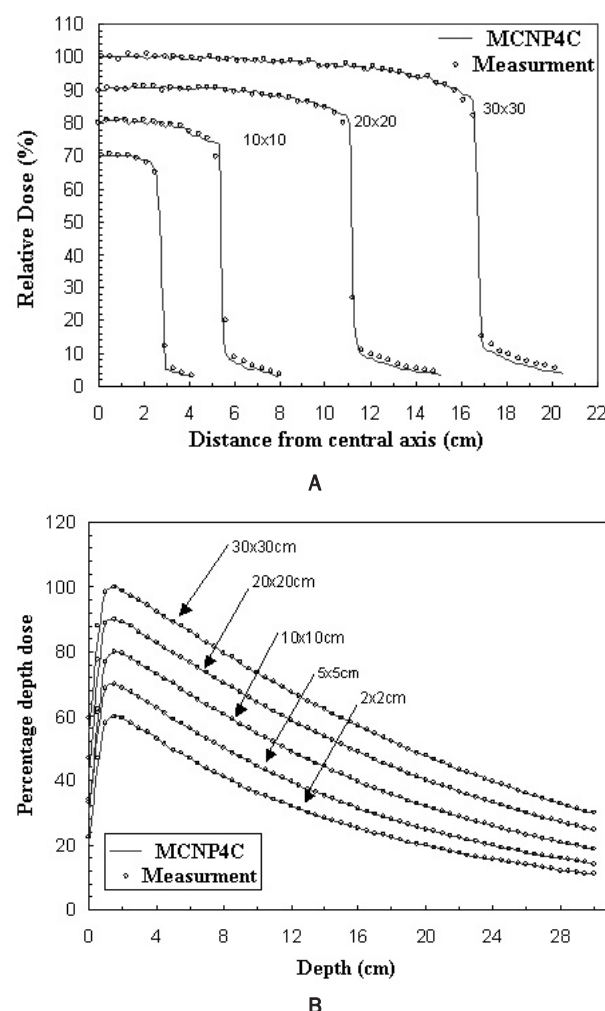 110
100
90
80
70
60
50
40
30
20
10
0
Relative Dose (%)
MCNP4C
Measurment
10x10
20x20
30x30
0 2 4 6 8 10 12 14 16 18 20 22
Distance from central axis (cm)
A
120
100
80
60
40
20
0
Percentage depth dose
30x30cm
20x20cm
10x10cm
5x5cm
2x2cm
MCNP4C
Measurment
0 4 8 12 16 20 24 28
Depth (cm)
B